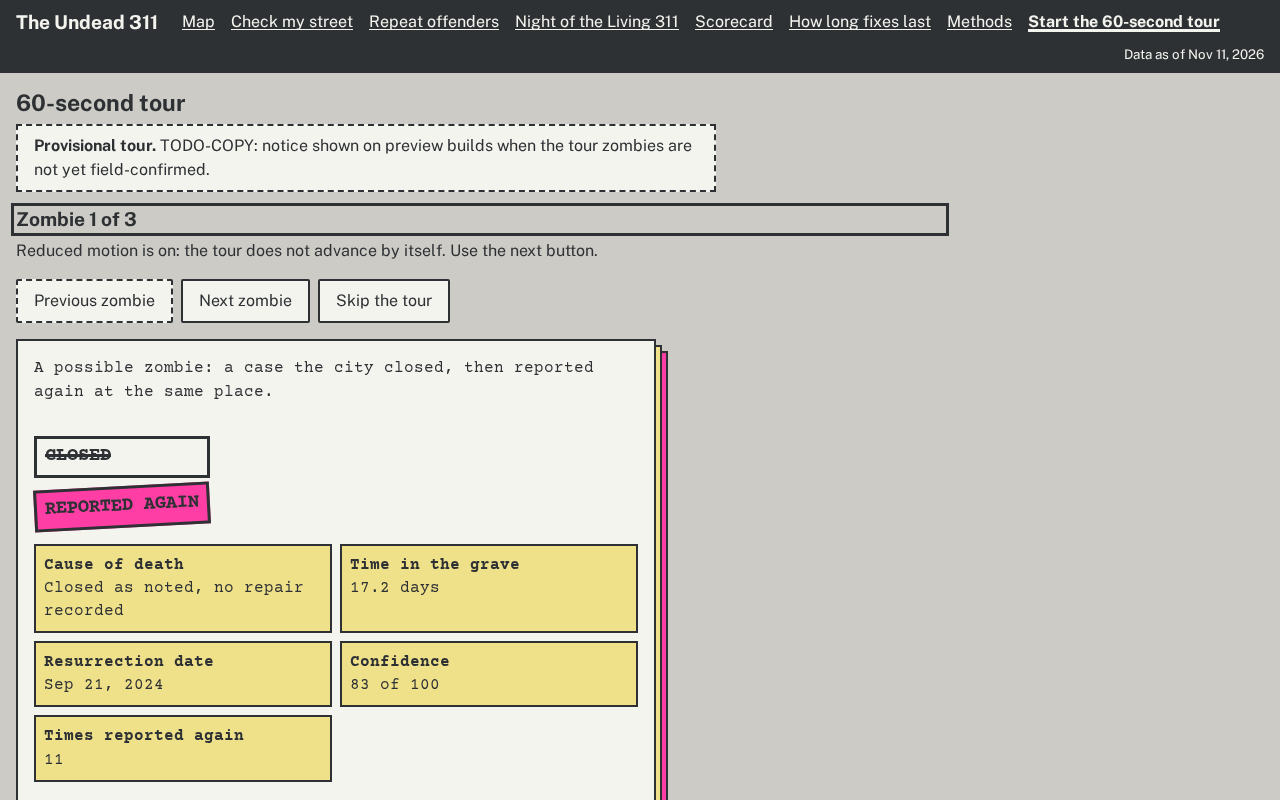 The Undead 311 Map Check my street Repeat offenders Night of the Living 311 Scorecard How long fixes last Methods Start the 60-second tour
Data as of Nov 11, 2026
60-second tour
Provisional tour. TODO-COPY: notice shown on preview builds when the tour zombies are
not yet field-confirmed.
Zombie 1 of 3
Reduced motion is on: the tour does not advance by itself. Use the next button.
Previous zombie Next zombie Skip the tour
A possible zombie: a case the city closed, then reported
again at the same place.
CLOSED
REPORTED AGAIN
Cause of death
Closed as noted, no repair
recorded
Time in the grave
17.2 days
Resurrection date
Sep 21, 2024
Confidence
83 of 100
Times reported again
11